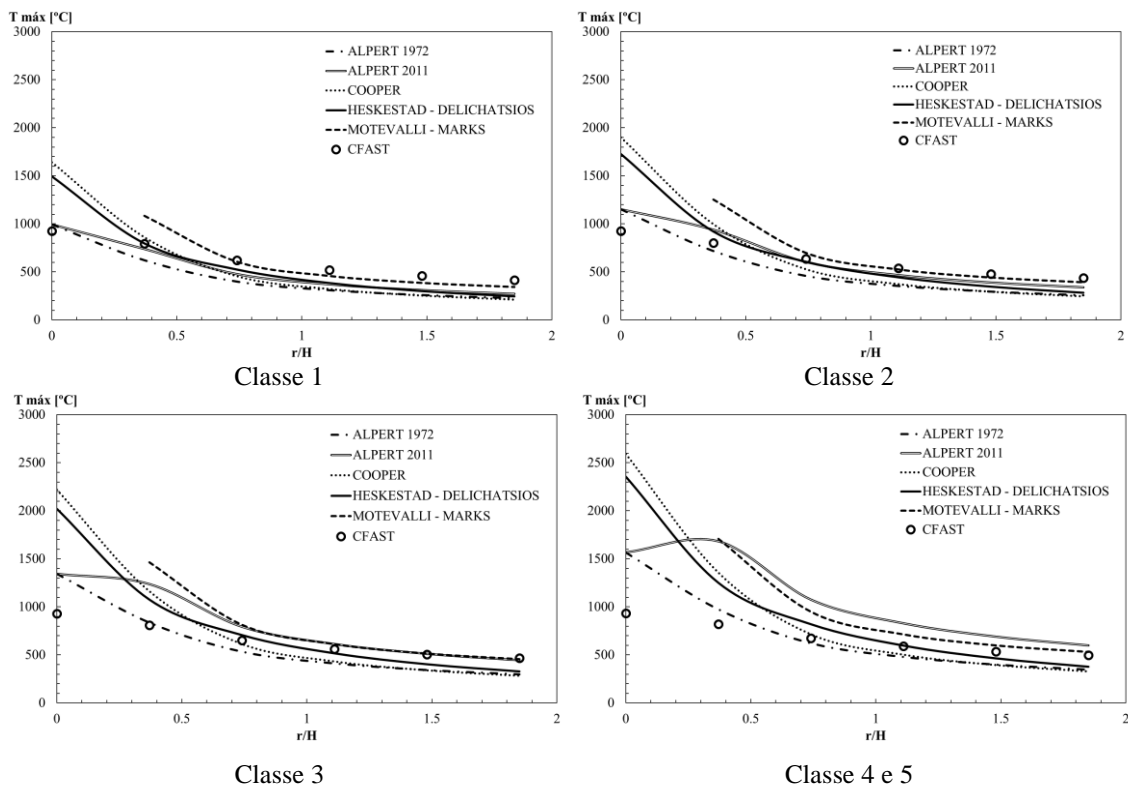 T máx [ºC]
3000
2500
2000
1500
1000
500
0
ALPERT 1972
ALPERT 2011
COOPER
HESKESTAD - DELICHATSIOS
MOTEVALLI - MARKS
CFAST
0 0.5 1 1.5 2
r/H
Classe 1
T máx [ºC]
3000
2500
2000
1500
1000
500
0
ALPERT 1972
ALPERT 2011
COOPER
HESKESTAD - DELICHATSIOS
MOTEVALLI - MARKS
CFAST
0 0.5 1 1.5 2
r/H
Classe 2
T máx [ºC]
3000
2500
2000
1500
1000
500
0
ALPERT 1972
ALPERT 2011
COOPER
HESKESTAD - DELICHATSIOS
MOTEVALLI - MARKS
CFAST
0 0.5 1 1.5 2
r/H
Classe 3
T máx [ºC]
3000
2500
2000
1500
1000
500
0
ALPERT 1972
ALPERT 2011
COOPER
HESKESTAD - DELICHATSIOS
MOTEVALLI - MARKS
CFAST
0 0.5 1 1.5 2
r/H
Classe 4 e 5